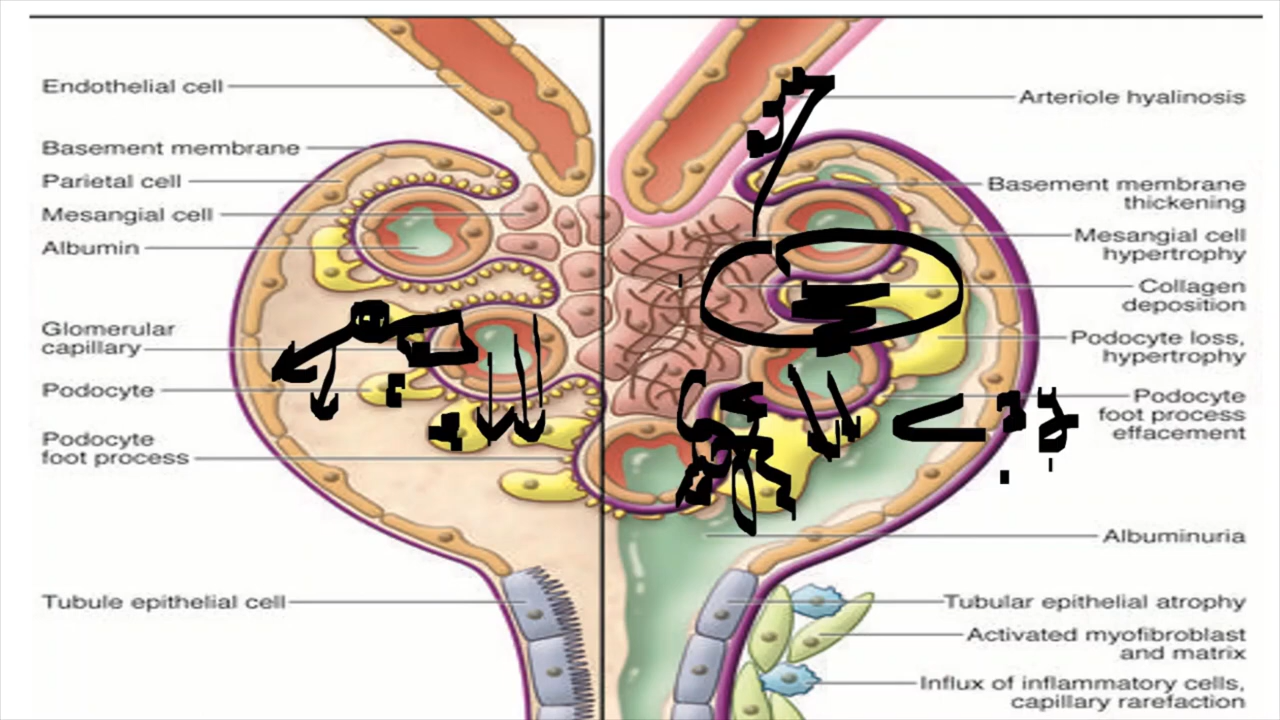 Endothelial cell
Basement membrane
Parietal cell
Mesangial cell
Albumin
Glomerular
capillary
Podocyte
Podocyte
foot process
Tubule epithelial cell
Arteriole hyalinosis
Basement membrane
thickening
Mesangial cell
hypertrophy
Collagen
deposition
Podocyte loss,
hypertrophy
Podocyte
foot process
effacement
Albuminuria
Tubular epithelial atrophy
Activated myofibroblast
and matrix
Influx of inflammatory cells,
capillary rarefaction